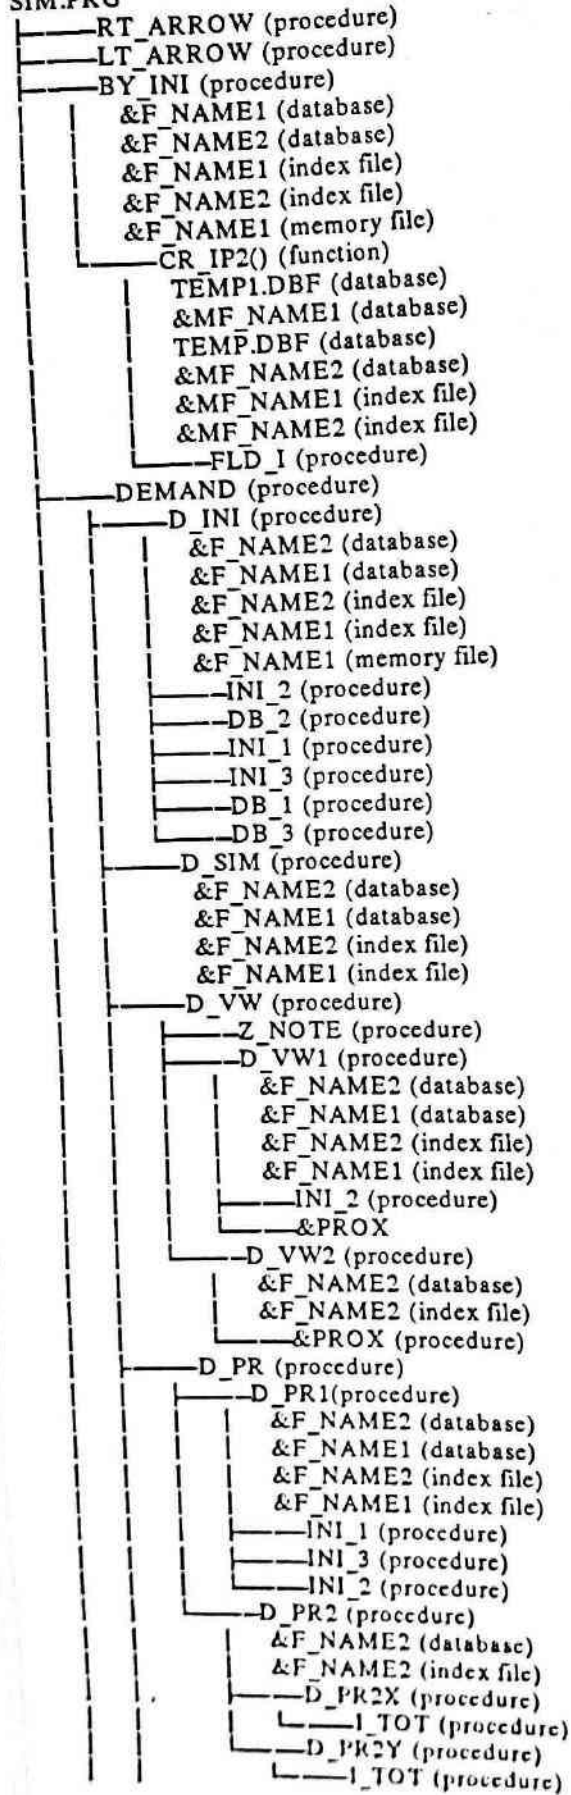 SIM.PRG
RT_ARROW (procedure)
LT_ARROW (procedure)
BY_INI (procedure)
&F_NAME1 (database)
&F_NAME2 (database)
&F_NAME1 (index file)
&F_NAME2 (index file)
&F_NAME1 (memory file)
CR_IP2() (function)
TEMP1.DBF (database)
&MF_NAME1 (database)
TEMP.DBF (database)
&MF_NAME2 (database)
&MF_NAME1 (index file)
&MF_NAME2 (index file)
FLD_I (procedure)
DEMAND (procedure)
D_INI (procedure)
&F_NAME2 (database)
&F_NAME1 (database)
&F_NAME2 (index file)
&F_NAME1 (index file)
&F_NAME1 (memory file)
INI_2 (procedure)
DB_2 (procedure)
INI_1 (procedure)
INI_3 (procedure)
DB_1 (procedure)
DB_3 (procedure)
D_SIM (procedure)
&F_NAME2 (database)
&F_NAME1 (database)
&F_NAME2 (index file)
&F_NAME1 (index file)
D_VW (procedure)
Z_NOTE (procedure)
D_VW1 (procedure)
&F_NAME2 (database)
&F_NAME1 (database)
&F_NAME2 (index file)
&F_NAME1 (index file)
INI_2 (procedure)
&PROX
D_VW2 (procedure)
&F_NAME2 (database)
&F_NAME2 (index file)
&PROX (procedure)
D_PR (procedure)
D_PR1(procedure)
&F_NAME2 (database)
&F_NAME1 (database)
&F_NAME2 (index file)
&F_NAME1 (index file)
INI_1 (procedure)
INI_3 (procedure)
INI_2 (procedure)
D_PR2 (procedure)
&F_NAME2 (database)
&F_NAME2 (index file)
D_PR2X (procedure)
I_TOT (procedure)
D_PR2Y (procedure)
I_TOT (procedure)